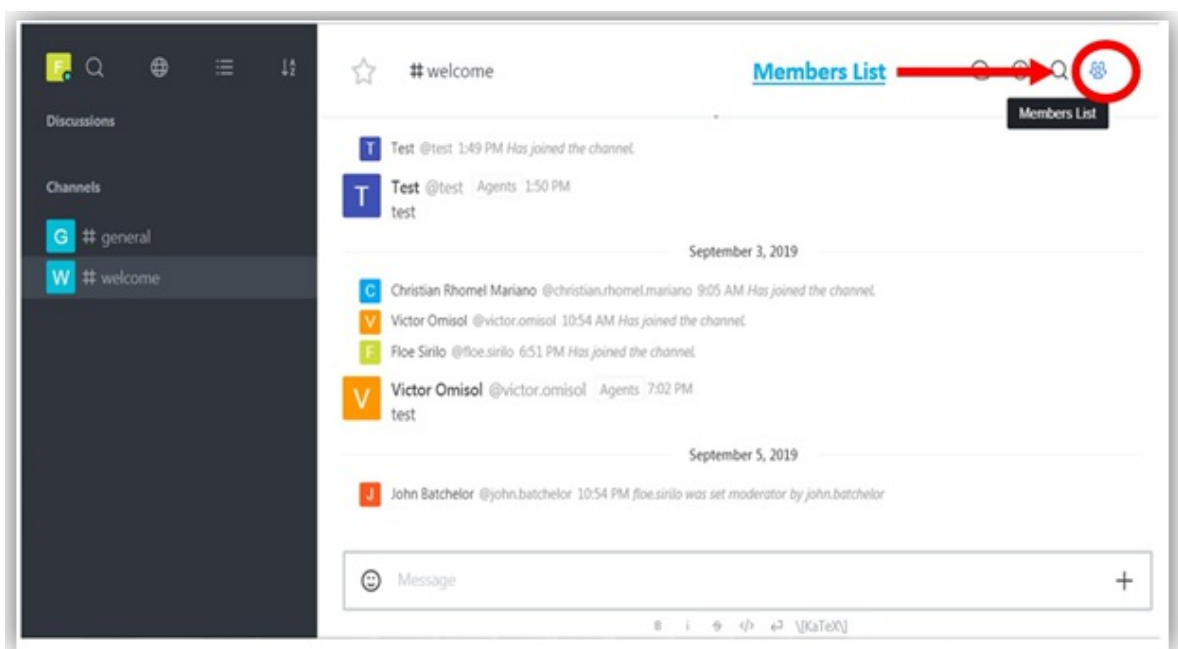 F
# welcome
Members List
Members List
Discussions
Channels
G # general
W # welcome
T Test @test 1:49 PM Has joined the channel.
T Test @test Agents 1:50 PM
test
September 3, 2019
C Christian Rhomel Mariano @christian.rhomel.mariano 9:05 AM Has joined the channel.
V Victor Omisol @victor.omisol 10:54 AM Has joined the channel.
F Floe Sirilo @floe.sirilo 6:51 PM Has joined the channel.
V Victor Omisol @victor.omisol Agents 7:02 PM
test
September 5, 2019
J John Batchelor @john.batchelor 10:54 PM floe.sirilo was set moderator by john.batchelor
Message
B i S </> \[KaTeX\]